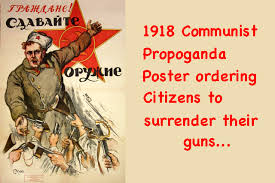 ГРАЖДАНЕ!
СДАВАЙТЕ
ОРУЖИЕ
1918 Communist
Propoganda
Poster ordering
Citizens to
surrender their
guns...